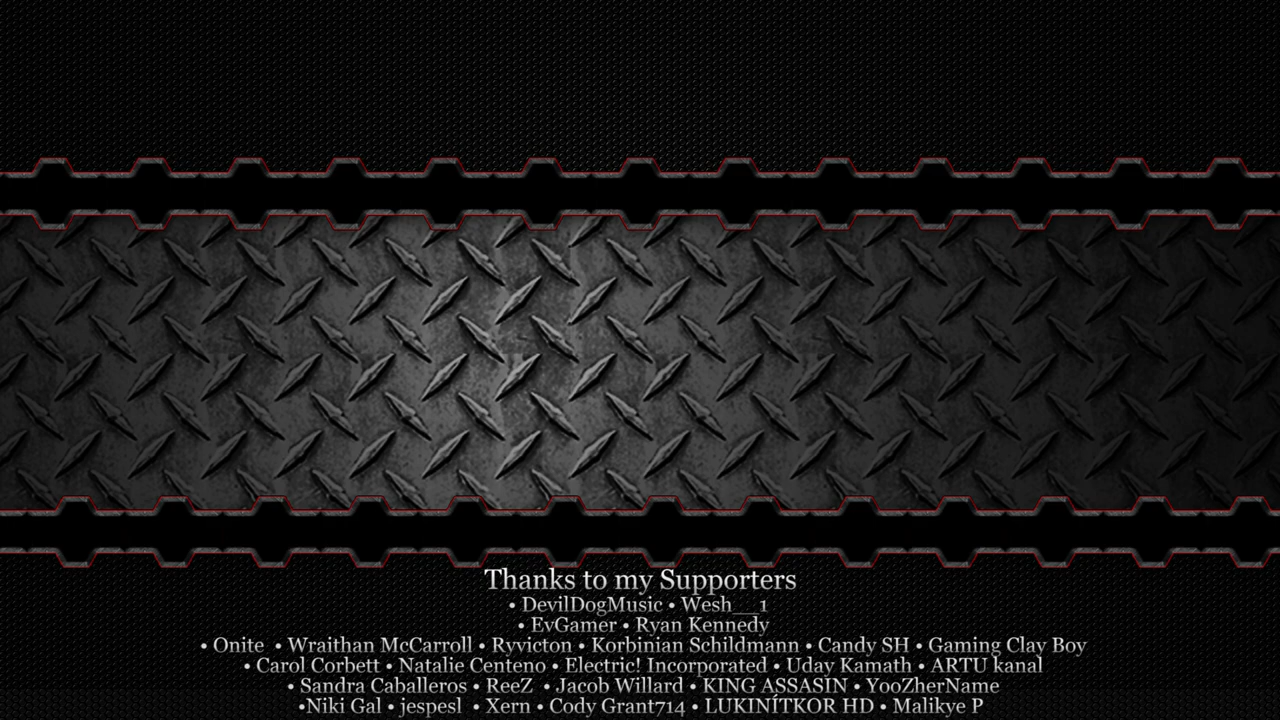 Thanks to my Supporters
• DevilDogMusic • Wesh__1
• EvGamer • Ryan Kennedy
• Onite • Wraithan McCarroll • Ryvicton • Korbinian Schildmann • Candy SH • Gaming Clay Boy
• Carol Corbett • Natalie Centeno • Electric! Incorporated • Uday Kamath • ARTU kanal
• Sandra Caballeros • ReeZ • Jacob Willard • KING ASSASIN • YooZherName
•Niki Gal • jespesl • Xern • Cody Grant714 • LUKINÍTKOR HD • Malikye P